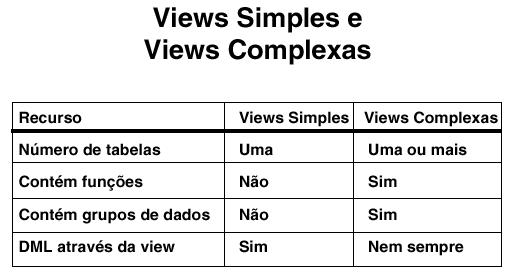 Views Simples e
Views Complexas
Recurso Views Simples Views Complexas
Número de tabelas Uma Uma ou mais
Contém funções Não Sim
Contém grupos de dados Não Sim
DML através da view Sim Nem sempre